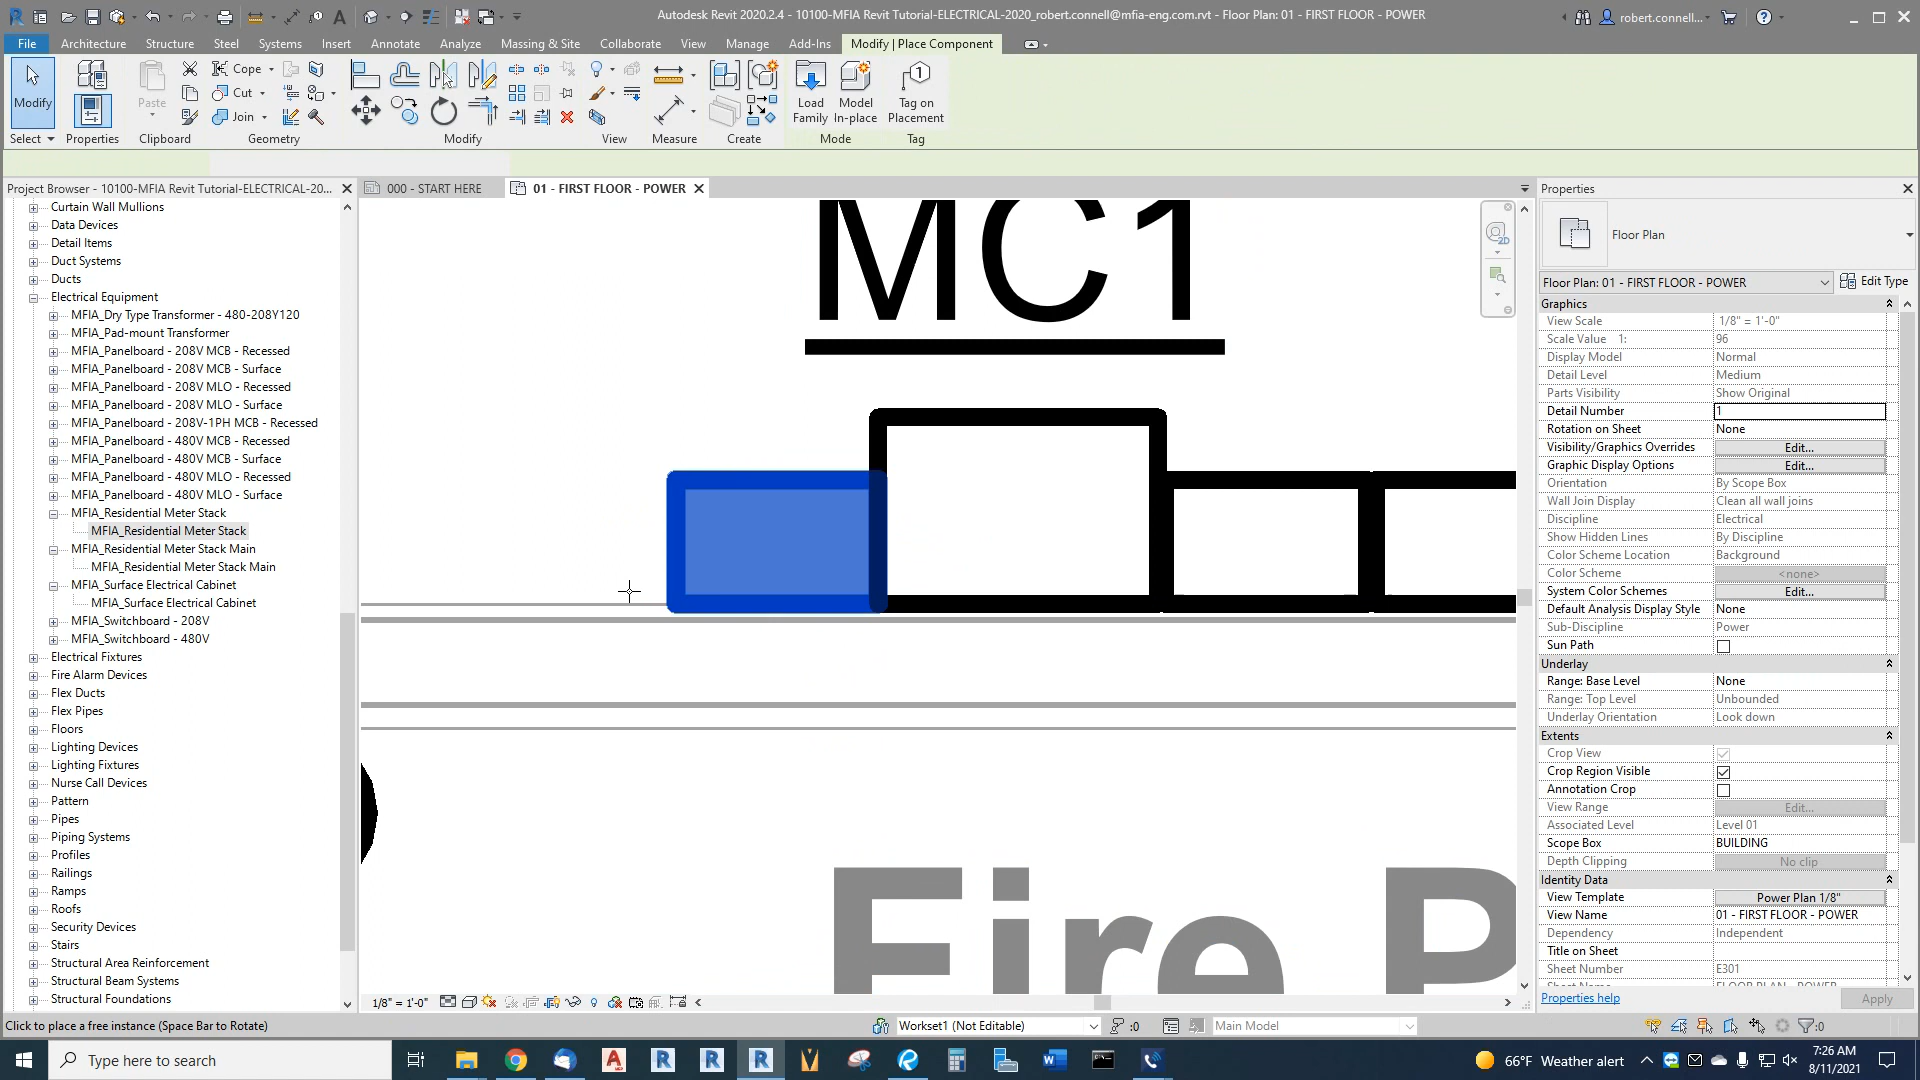 Autodesk Revit 2020.2.4 - 10100-MFIA Revit Tutorial-ELECTRICAL-2020_robert.connell@mfia-eng.com.rvt - Floor Plan: 01 - FIRST FLOOR - POWER
robert.connell...
File Architecture Structure Steel Systems Insert Annotate Analyze Massing & Site Collaborate View Manage Add-Ins Modify | Place Component
Modify
Paste
Cope
Cut
Join
Load Family
Model In-place
Tag on Placement
Select Properties Clipboard Geometry Modify View Measure Create Mode Tag
Project Browser - 10100-MFIA Revit Tutorial-ELECTRICAL-20...
Curtain Wall Mullions
Data Devices
Detail Items
Duct Systems
Ducts
Electrical Equipment
MFIA_Dry Type Transformer - 480-208Y120
MFIA_Pad-mount Transformer
MFIA_Panelboard - 208V MCB - Recessed
MFIA_Panelboard - 208V MCB - Surface
MFIA_Panelboard - 208V MLO - Recessed
MFIA_Panelboard - 208V MLO - Surface
MFIA_Panelboard - 208V-1PH MCB - Recessed
MFIA_Panelboard - 480V MCB - Recessed
MFIA_Panelboard - 480V MCB - Surface
MFIA_Panelboard - 480V MLO - Recessed
MFIA_Panelboard - 480V MLO - Surface
MFIA_Residential Meter Stack
MFIA_Residential Meter Stack
MFIA_Residential Meter Stack Main
MFIA_Residential Meter Stack Main
MFIA_Surface Electrical Cabinet
MFIA_Surface Electrical Cabinet
MFIA_Switchboard - 208V
MFIA_Switchboard - 480V
Electrical Fixtures
Fire Alarm Devices
Flex Ducts
Flex Pipes
Floors
Lighting Devices
Lighting Fixtures
Nurse Call Devices
Pattern
Pipes
Piping Systems
Profiles
Railings
Ramps
Roofs
Security Devices
Stairs
Structural Area Reinforcement
Structural Beam Systems
Structural Foundations
000 - START HERE
01 - FIRST FLOOR - POWER
MC1
Fire P
2D
1/8" = 1'-0"
Properties
Floor Plan
Floor Plan: 01 - FIRST FLOOR - POWER
Edit Type
Graphics
View Scale 1/8" = 1'-0"
Scale Value 1: 96
Display Model Normal
Detail Level Medium
Parts Visibility Show Original
Detail Number 1
Rotation on Sheet None
Visibility/Graphics Overrides Edit...
Graphic Display Options Edit...
Orientation By Scope Box
Wall Join Display Clean all wall joins
Discipline Electrical
Show Hidden Lines By Discipline
Color Scheme Location Background
Color Scheme <none>
System Color Schemes Edit...
Default Analysis Display Style None
Sub-Discipline Power
Sun Path
Underlay
Range: Base Level None
Range: Top Level Unbounded
Underlay Orientation Look down
Extents
Crop View
Crop Region Visible
Annotation Crop
View Range Edit...
Associated Level Level 01
Scope Box BUILDING
Depth Clipping No clip
Identity Data
View Template Power Plan 1/8"
View Name 01 - FIRST FLOOR - POWER
Dependency Independent
Title on Sheet
Sheet Number E301
Properties help
Apply
Click to place a free instance (Space Bar to Rotate)
Workset1 (Not Editable)
:0
Main Model
:0
Type here to search
66°F Weather alert
7:26 AM
8/11/2021